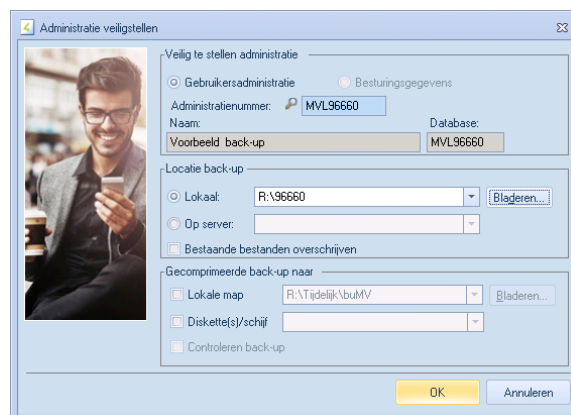 Administratie veiligstellen
Veilig te stellen administratie
Gebruikersadministratie Besturingsgegevens
Administratienummer: MVL96660
Naam: Database:
Voorbeeld back-up MVL96660
Locatie back-up
Lokaal: R:\96660 Bladeren...
Op server:
Bestaande bestanden overschrijven
Gecomprimeerde back-up naar
Lokale map R:\Tijdelijk\buMV Bladeren...
Diskette(s)/schijf
Controleren back-up
OK Annuleren